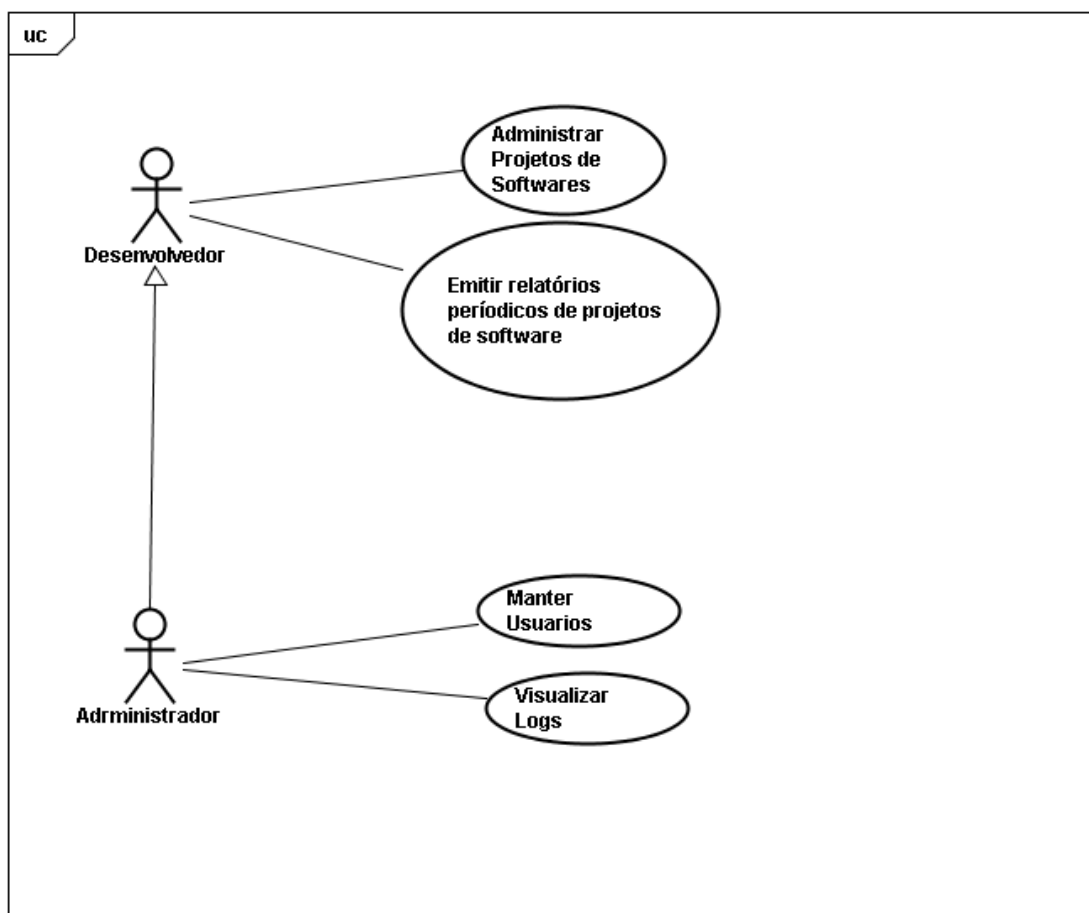 uc
Administrar
Projetos de
Softwares
Desenvolvedor
Emitir relatórios
períodicos de projetos
de software
Manter
Usuarios
Visualizar
Logs
Adrministrador